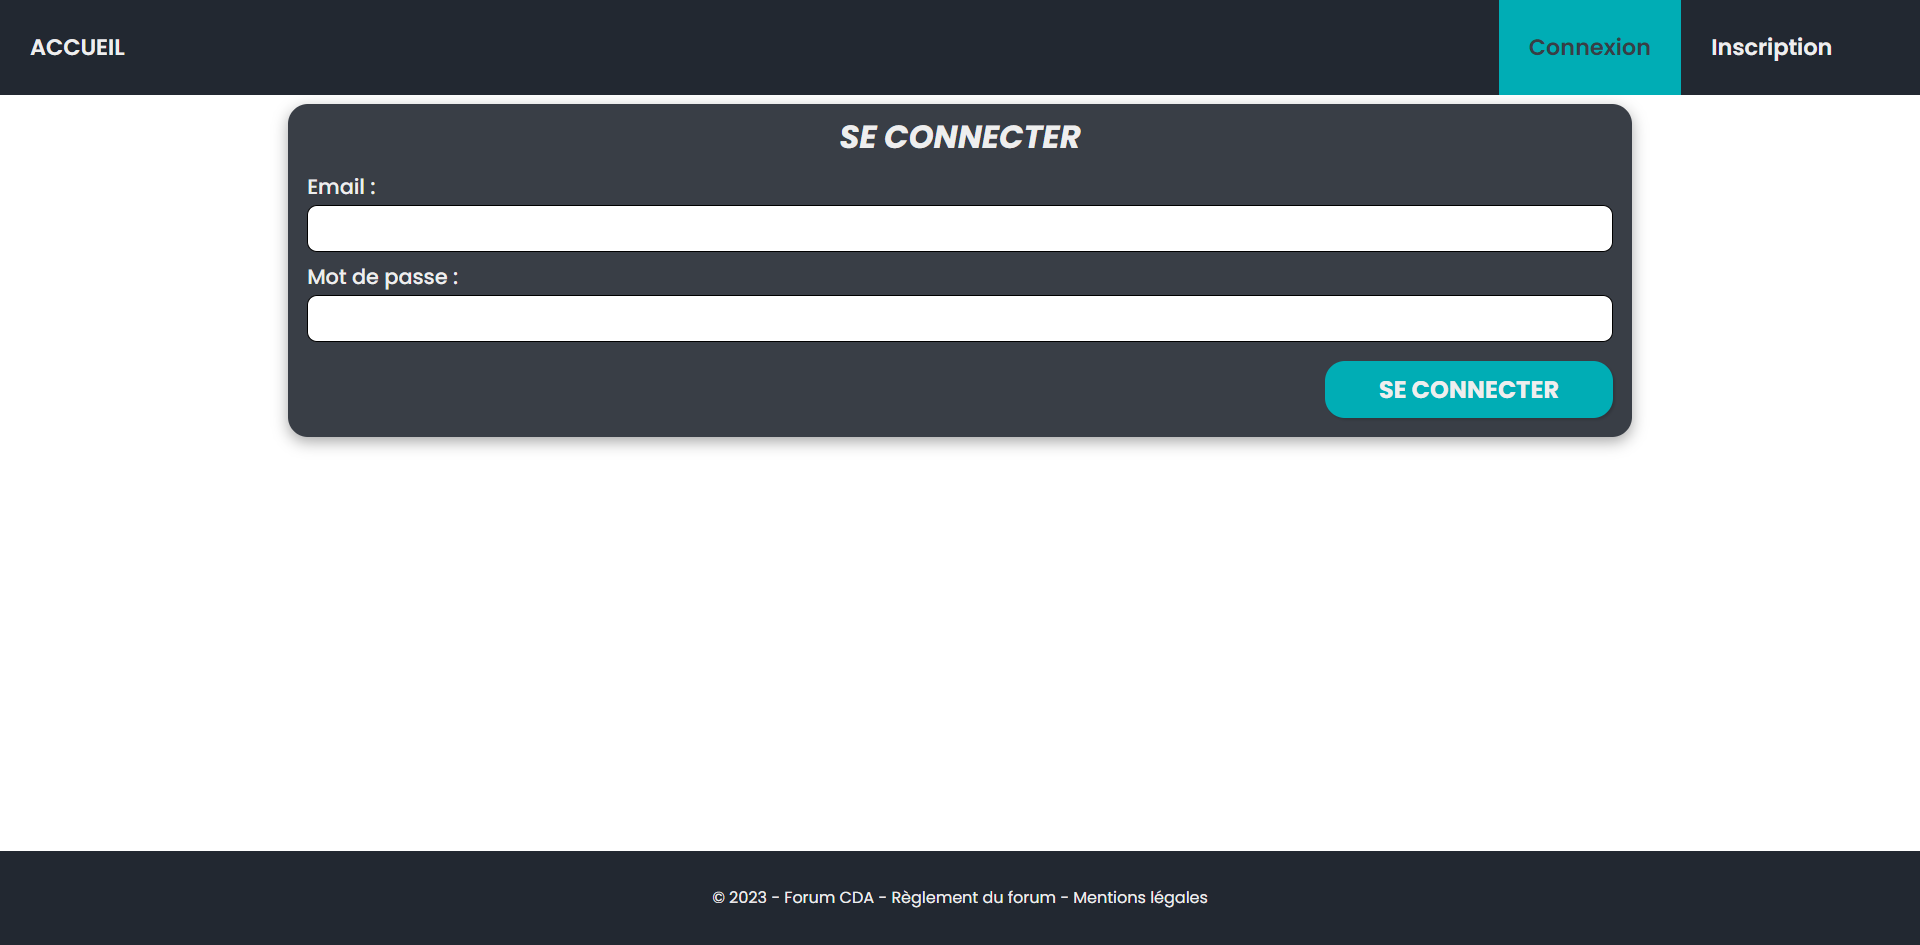 ACCUEIL Connexion Inscription
SE CONNECTER
Email :
Mot de passe :
SE CONNECTER
© 2023 - Forum CDA - Règlement du forum - Mentions légales